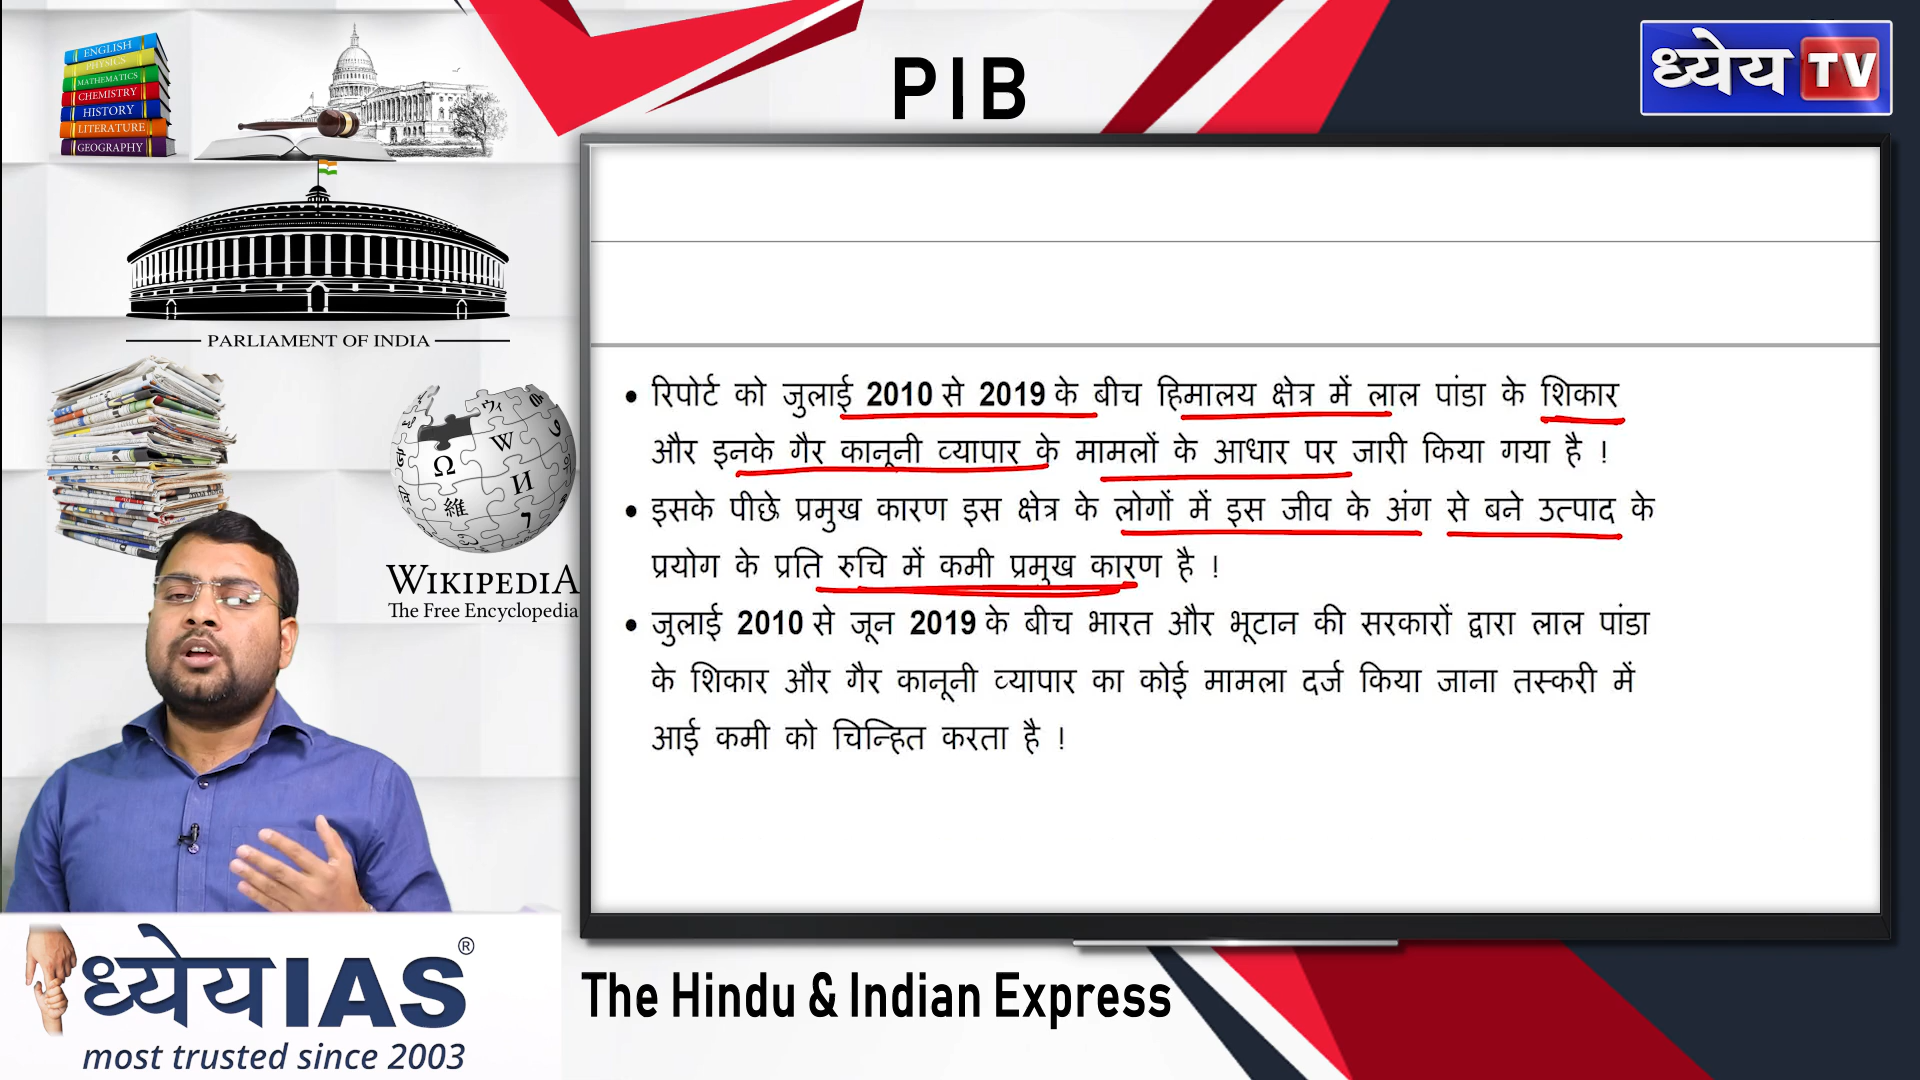 ENGLISH
PHYSICS
MATHEMATICS
CHEMISTRY
HISTORY
LITERATURE
GEOGRAPHY
PIB
ध्येय TV
PARLIAMENT OF INDIA
Ω
W
И
維
WIKIPEDIA
The Free Encyclopedia
• रिपोर्ट को जुलाई 2010 से 2019 के बीच हिमालय क्षेत्र में लाल पांडा के शिकार
और इनके गैर कानूनी व्यापार के मामलों के आधार पर जारी किया गया है !
• इसके पीछे प्रमुख कारण इस क्षेत्र के लोगों में इस जीव के अंग से बने उत्पाद के
प्रयोग के प्रति रुचि में कमी प्रमुख कारण है !
• जुलाई 2010 से जून 2019 के बीच भारत और भूटान की सरकारों द्वारा लाल पांडा
के शिकार और गैर कानूनी व्यापार का कोई मामला दर्ज किया जाना तस्करी में
आई कमी को चिन्हित करता है !
ध्येय IAS ®
most trusted since 2003
The Hindu & Indian Express